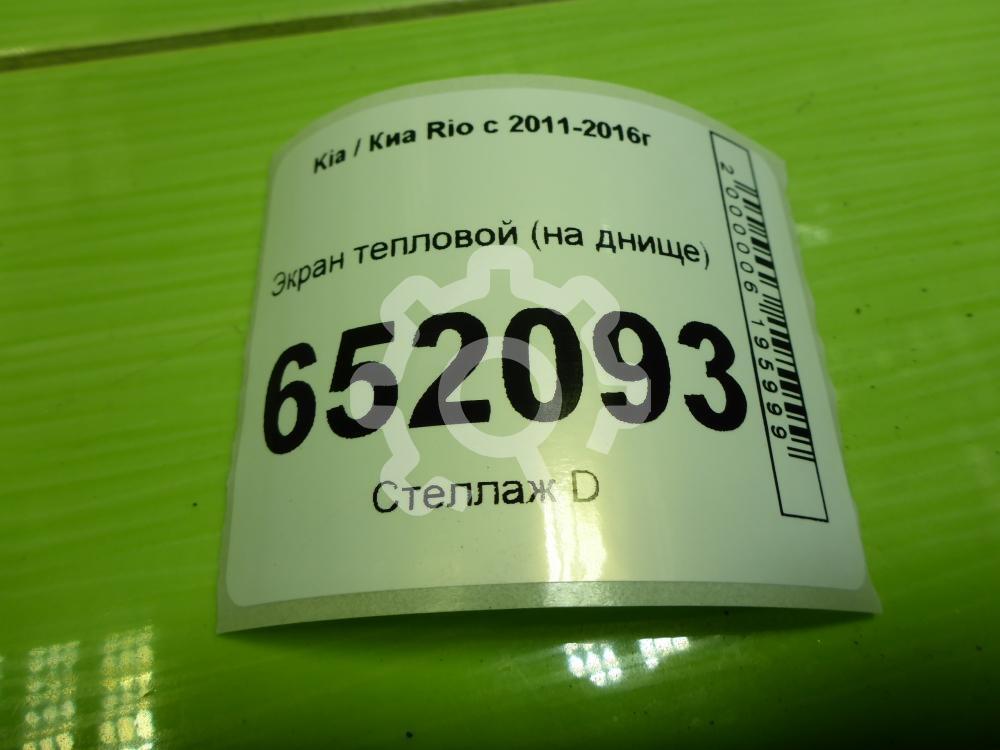 Kia / Киа Rio с 2011-2016г
Экран тепловой (на днище)
652093
Стеллаж D
2000006195999